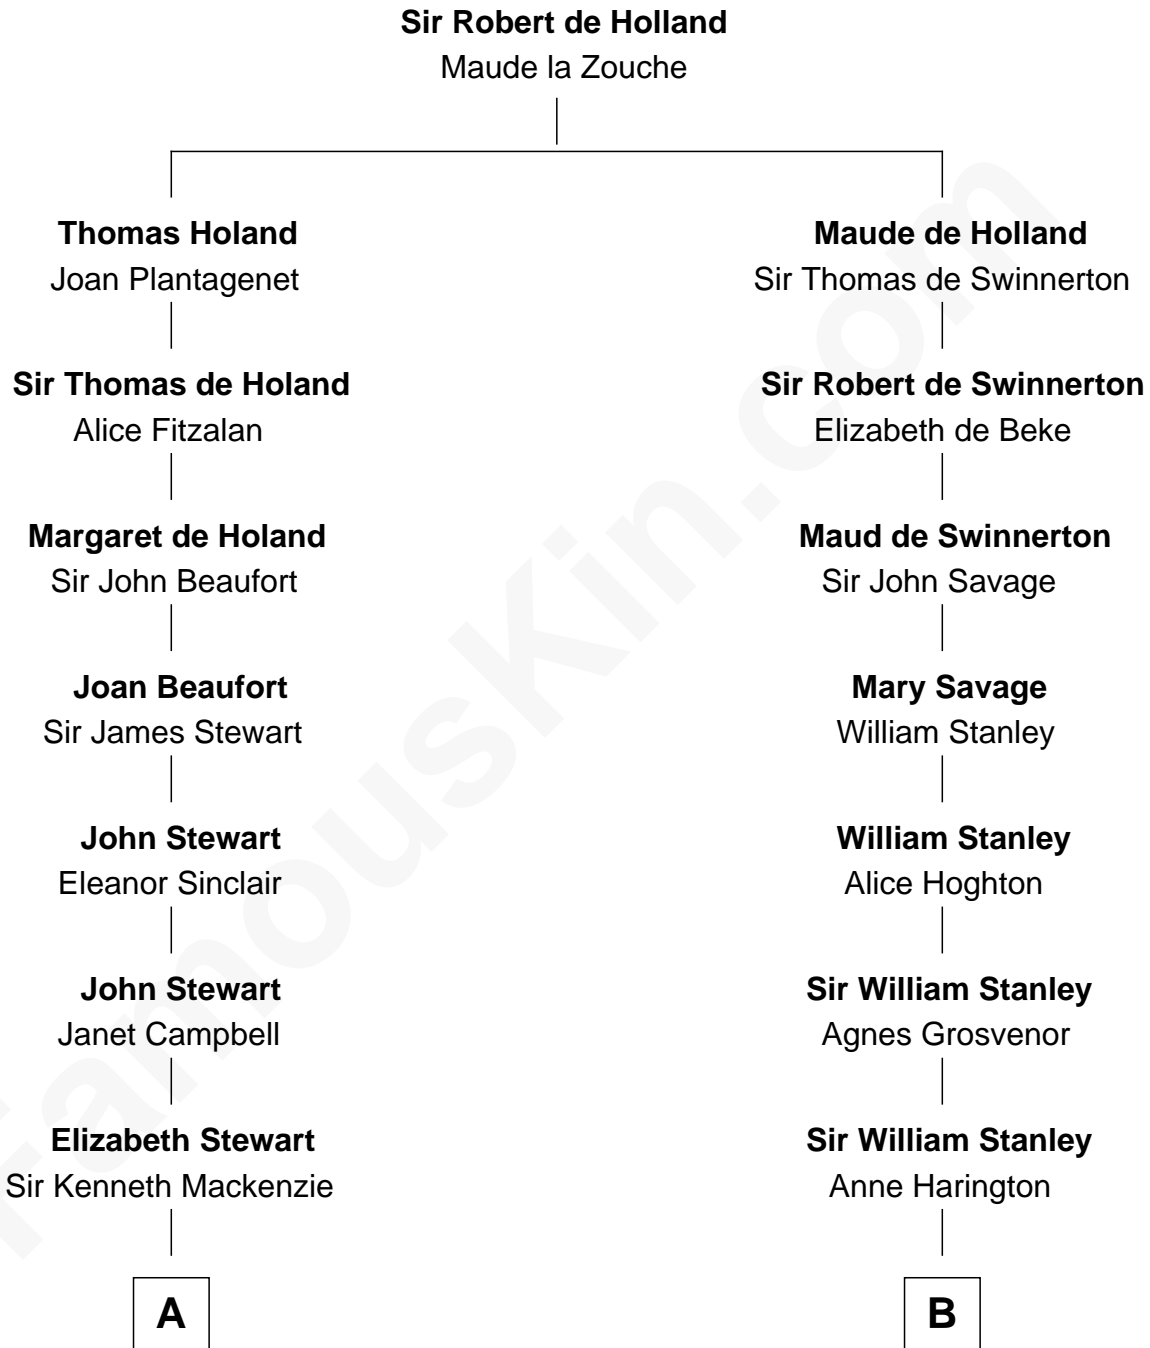 Sir Robert de Holland
Maude la Zouche
Thomas Holand
Joan Plantagenet
Maude de Holland
Sir Thomas de Swinnerton
Sir Thomas de Holand
Alice Fitzalan
Sir Robert de Swinnerton
Elizabeth de Beke
Margaret de Holand
Sir John Beaufort
Maud de Swinnerton
Sir John Savage
Joan Beaufort
Sir James Stewart
Mary Savage
William Stanley
John Stewart
Eleanor Sinclair
William Stanley
Alice Hoghton
John Stewart
Janet Campbell
Sir William Stanley
Agnes Grosvenor
Elizabeth Stewart
Sir Kenneth Mackenzie
Sir William Stanley
Anne Harington
A
B
FamousKin.com